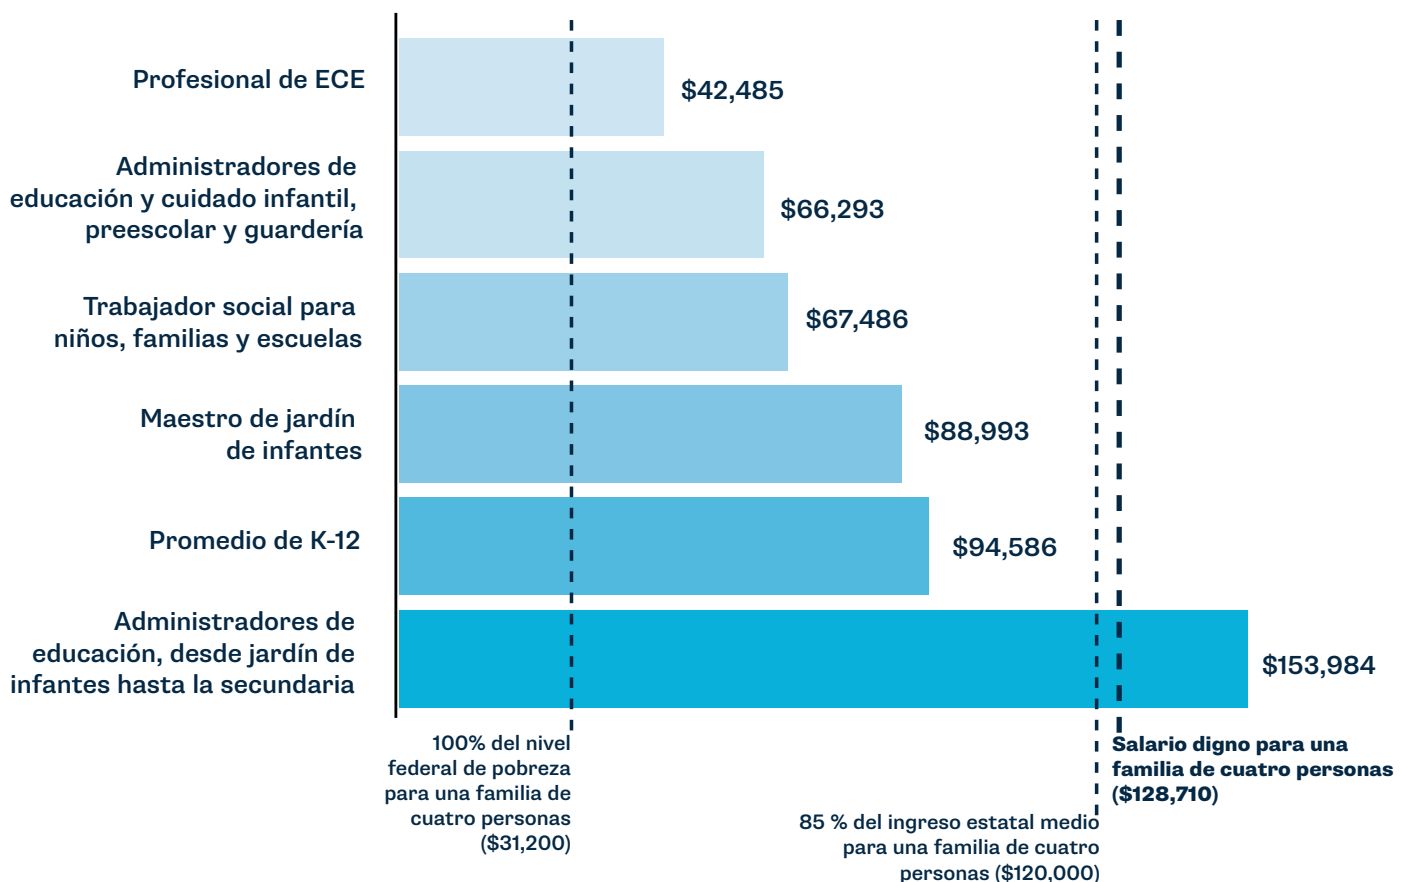 Profesional de ECE
$42,485
Administradores de
educación y cuidado infantil,
preescolar y guardería
$66,293
Trabajador social para
niños, familias y escuelas
$67,486
Maestro de jardín
de infantes
$88,993
Promedio de K-12
$94,586
Administradores de
educación, desde jardín de
infantes hasta la secundaria
$153,984
100% del nivel
federal de pobreza
para una familia de
cuatro personas
($31,200)
85 % del ingreso estatal medio
para una familia de cuatro
personas ($120,000)
Salario digno para una
familia de cuatro personas
($128,710)